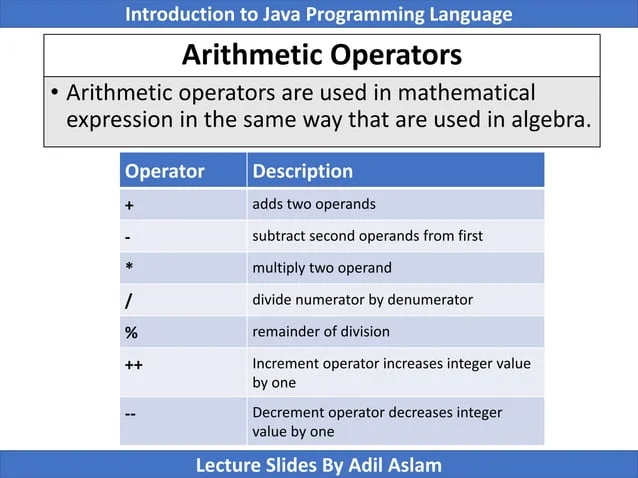 Introduction to Java Programming Language
Arithmetic Operators
• Arithmetic operators are used in mathematical
expression in the same way that are used in algebra.
Operator Description
+ adds two operands
- subtract second operands from first
* multiply two operand
/ divide numerator by denumerator
% remainder of division
++ Increment operator increases integer value
by one
-- Decrement operator decreases integer
value by one
Lecture Slides By Adil Aslam